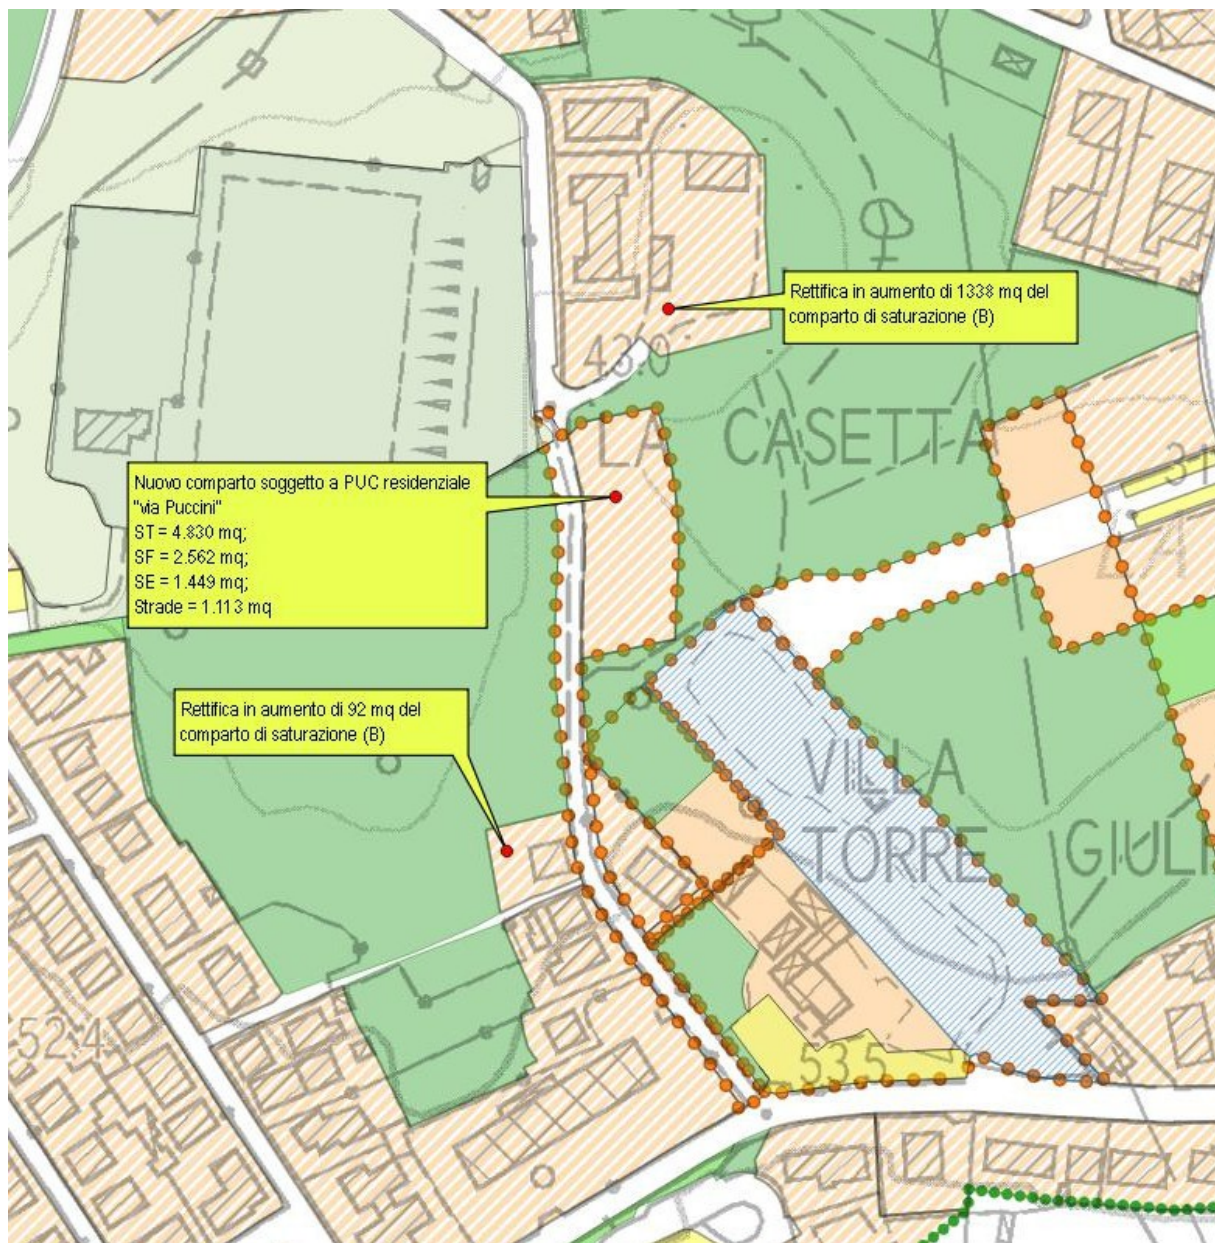 Rettifica in aumento di 1338 mq del
comparto di saturazione (B)
43.0
LA CASETTA
31
Nuovo comparto soggetto a PUC residenziale
"via Puccini"
ST = 4.830 mq;
SF = 2.562 mq;
SE = 1.449 mq;
Strade = 1.113 mq
Rettifica in aumento di 92 mq del
comparto di saturazione (B)
VILLA
TORRE GIULI
52.4
53.5